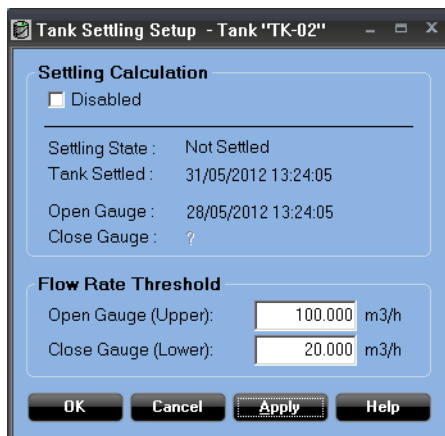 Tank Settling Setup - Tank "TK-02"
Settling Calculation
Disabled
Settling State : Not Settled
Tank Settled : 31/05/2012 13:24:05
Open Gauge : 28/05/2012 13:24:05
Close Gauge : ?
Flow Rate Threshold
Open Gauge (Upper): 100.000 m3/h
Close Gauge (Lower): 20.000 m3/h
OK Cancel Apply Help